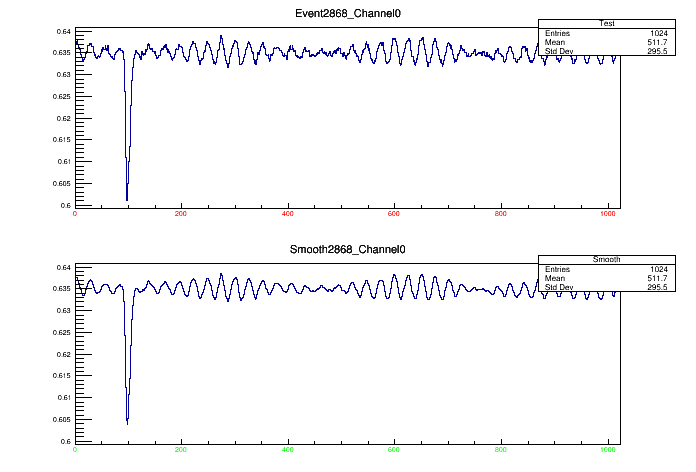 Event2868_Channel0
Test
Entries 1024
Mean 511.7
Std Dev 295.5
0.64
0.635
0.63
0.625
0.62
0.615
0.61
0.605
0.6
0 200 400 600 800 1000
Smooth2868_Channel0
Smooth
Entries 1024
Mean 511.7
Std Dev 295.5
0.64
0.635
0.63
0.625
0.62
0.615
0.61
0.605
0.6
0 200 400 600 800 1000